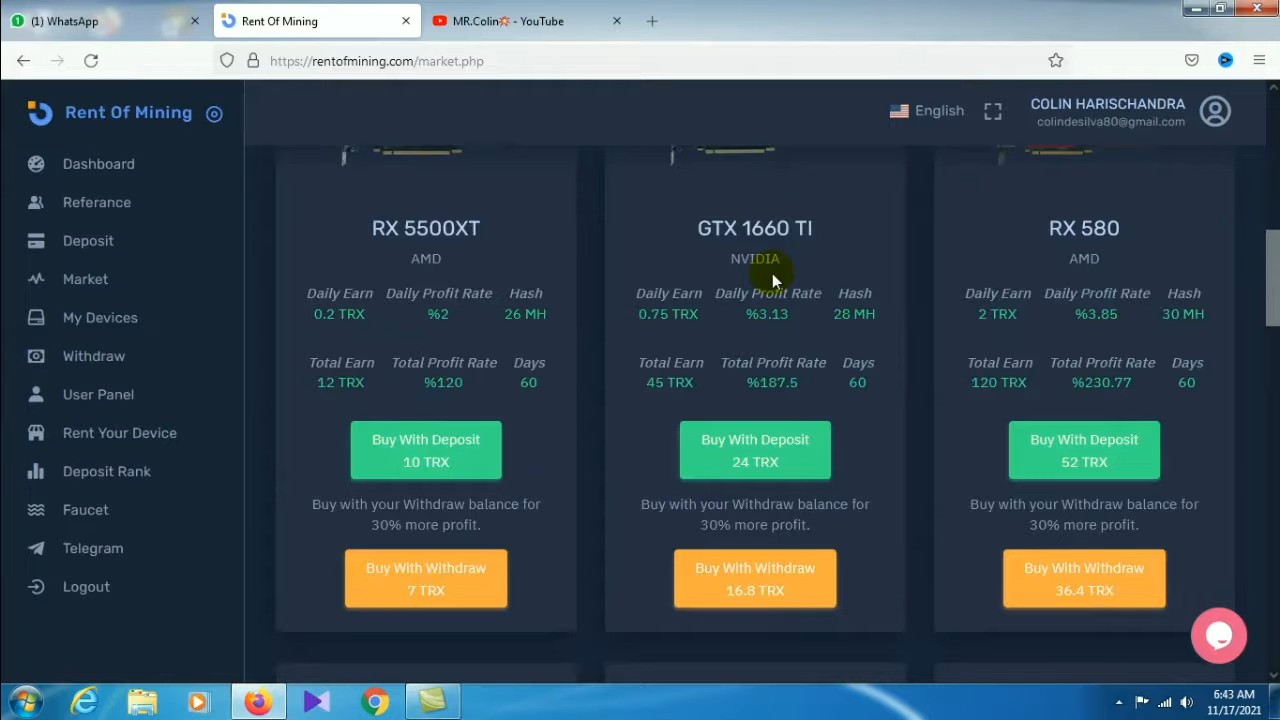 (1) WhatsApp
Rent Of Mining
MR.Colin💥 - YouTube
https://rentofmining.com/market.php
Rent Of Mining
English
COLIN HARISCHANDRA
colindesilva80@gmail.com
Dashboard
Referance
Deposit
Market
My Devices
Withdraw
User Panel
Rent Your Device
Deposit Rank
Faucet
Telegram
Logout
RX 5500XT
AMD
Daily Earn Daily Profit Rate Hash
0.2 TRX %2 26 MH
Total Earn Total Profit Rate Days
12 TRX %120 60
Buy With Deposit
10 TRX
Buy with your Withdraw balance for
30% more profit.
Buy With Withdraw
7 TRX
GTX 1660 TI
NVIDIA
Daily Earn Daily Profit Rate Hash
0.75 TRX %3.13 28 MH
Total Earn Total Profit Rate Days
45 TRX %187.5 60
Buy With Deposit
24 TRX
Buy with your Withdraw balance for
30% more profit.
Buy With Withdraw
16.8 TRX
RX 580
AMD
Daily Earn Daily Profit Rate Hash
2 TRX %3.85 30 MH
Total Earn Total Profit Rate Days
120 TRX %230.77 60
Buy With Deposit
52 TRX
Buy with your Withdraw balance for
30% more profit.
Buy With Withdraw
36.4 TRX
6:43 AM
11/17/2021